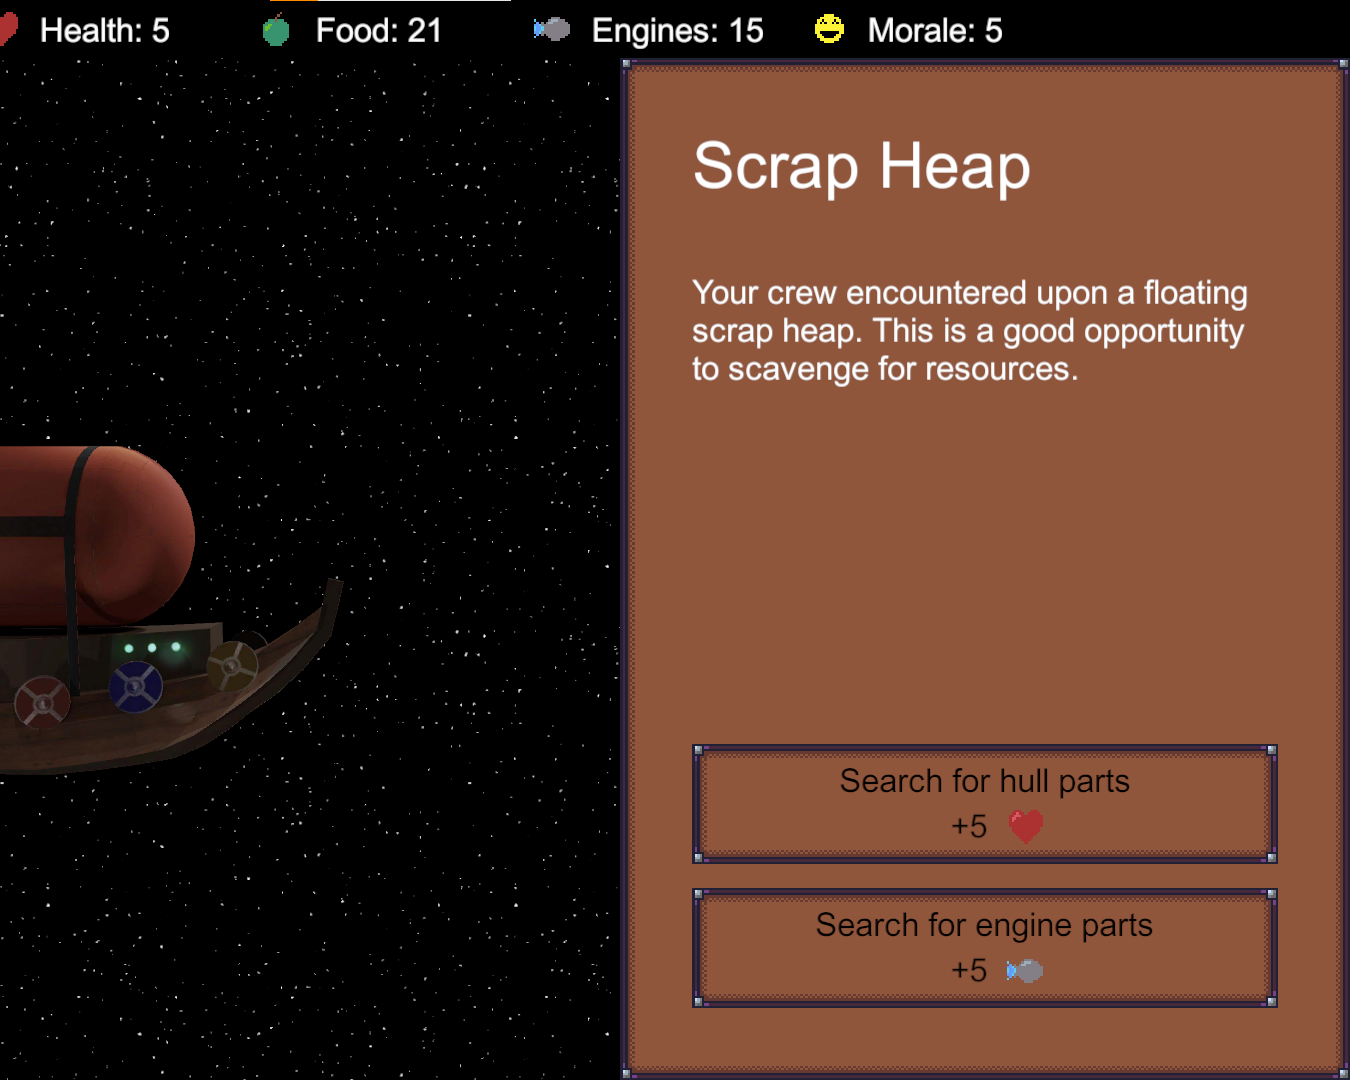 Health: 5 Food: 21 Engines: 15 Morale: 5
Scrap Heap
Your crew encountered upon a floating
scrap heap. This is a good opportunity
to scavenge for resources.
Search for hull parts
+5
Search for engine parts
+5